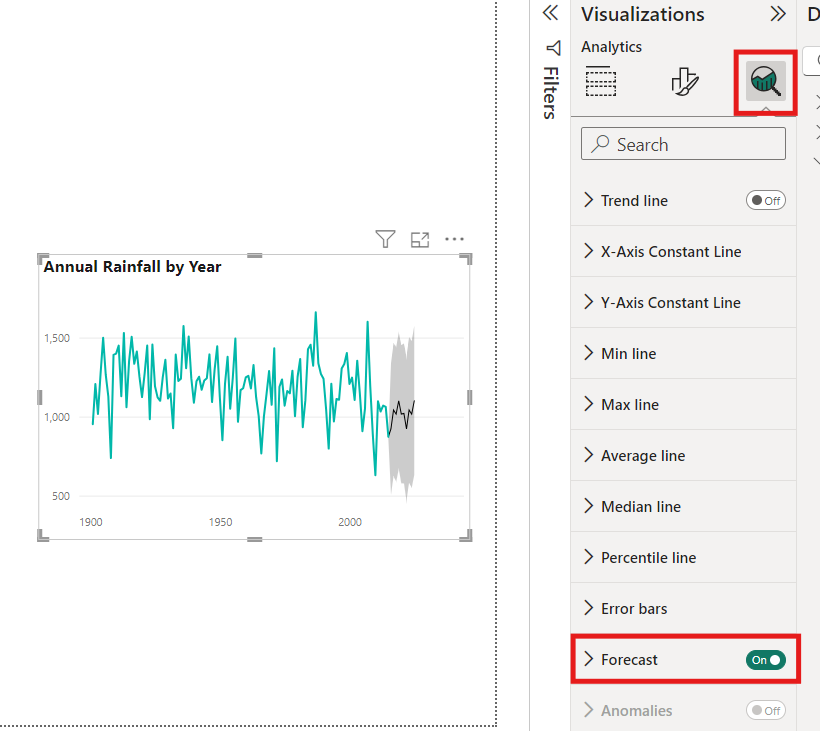 Visualizations
D
Analytics
Filters
Search
Annual Rainfall by Year
1,500
1,000
500
1900
1950
2000
Trend line
Off
X-Axis Constant Line
Y-Axis Constant Line
Min line
Max line
Average line
Median line
Percentile line
Error bars
Forecast
On
Anomalies
Off